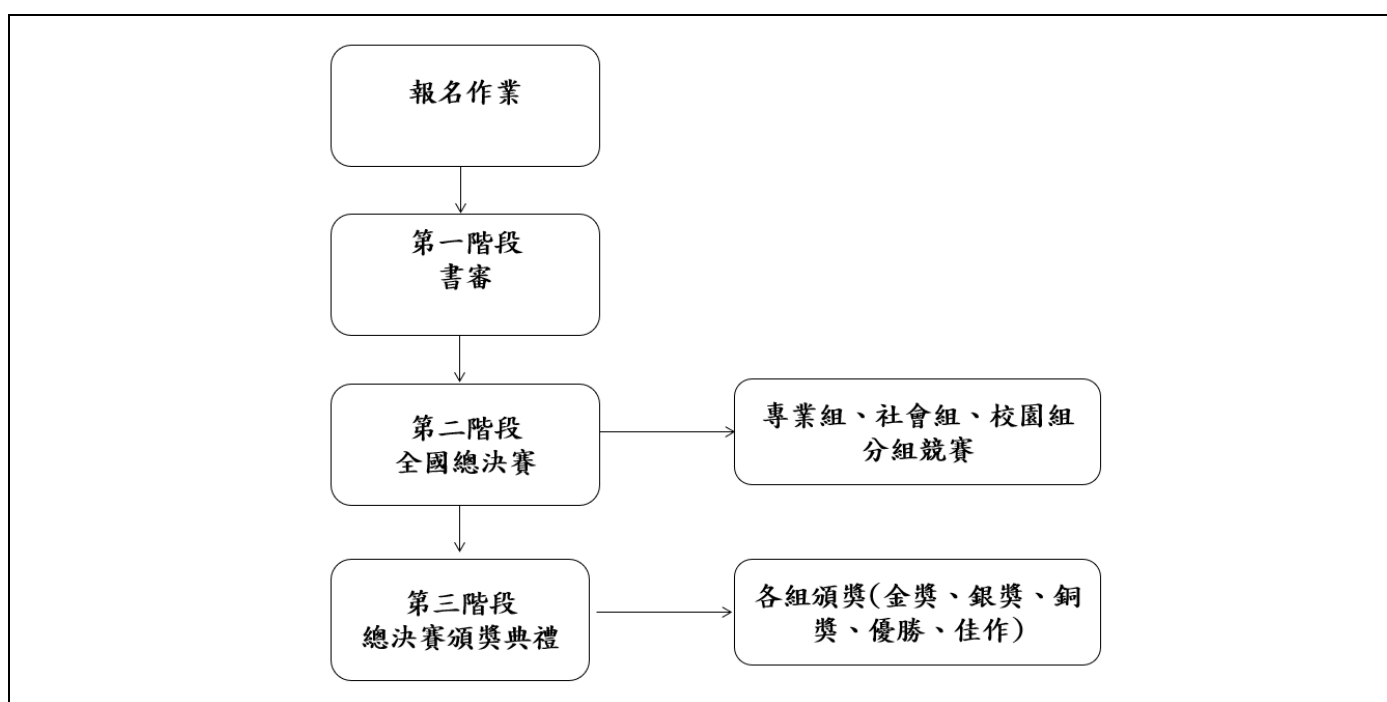 報名作業
第一階段
書審
第二階段
全國總決賽
專業組、社會組、校園組
分組競賽
第三階段
總決賽頒獎典禮
各組頒獎(金獎、銀獎、銅
獎、優勝、佳作)